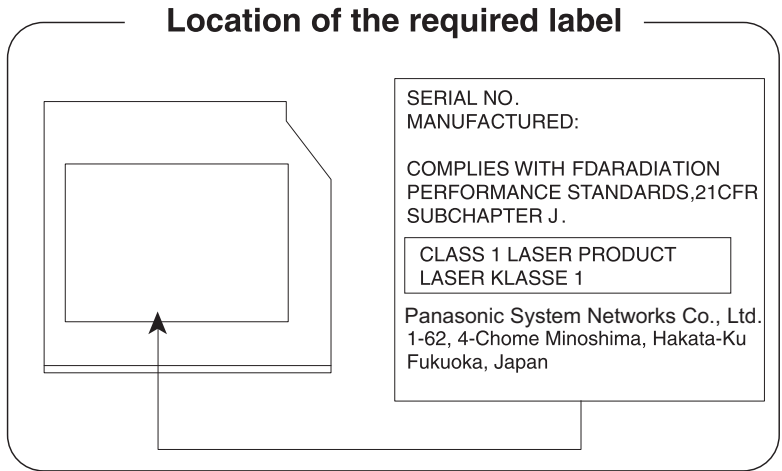 Location of the required label
SERIAL NO.
MANUFACTURED:
COMPLIES WITH FDARADIATION
PERFORMANCE STANDARDS,21CFR
SUBCHAPTER J.
CLASS 1 LASER PRODUCT
LASER KLASSE 1
Panasonic System Networks Co., Ltd.
1-62, 4-Chome Minoshima, Hakata-Ku
Fukuoka, Japan